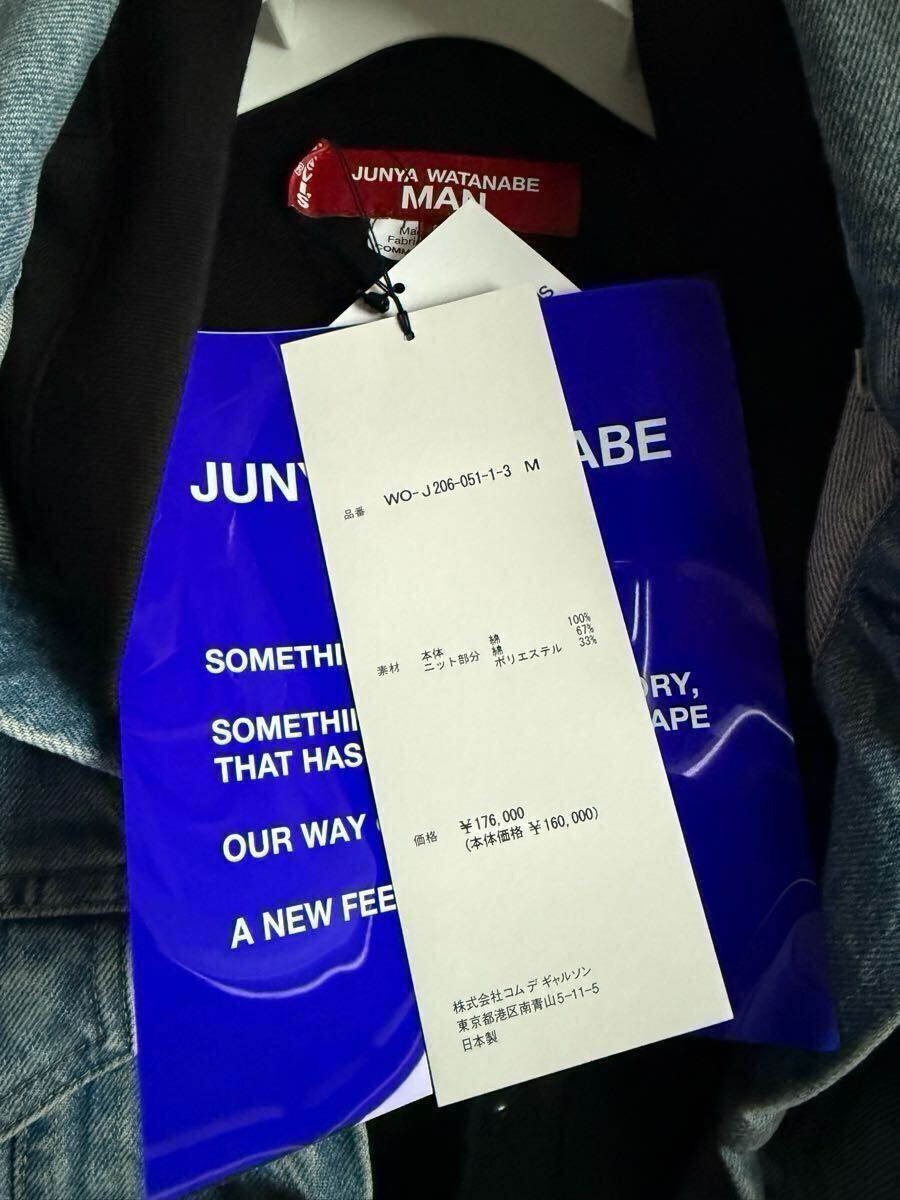 LEVI'S
JUNYA WATANABE
MAN
JUN ABE
SOMETHI
SOMETHI DRY,
THAT HAS APE
OUR WAY
A NEW FEE
品番 WO-J206-051-1-3 M
素材 本体 綿 100%
ニット部分 綿 67%
ポリエステル 33%
価格 ¥176,000
(本体価格 ¥160,000)
株式会社コム デ ギャルソン
東京都港区南青山5-11-5
日本製